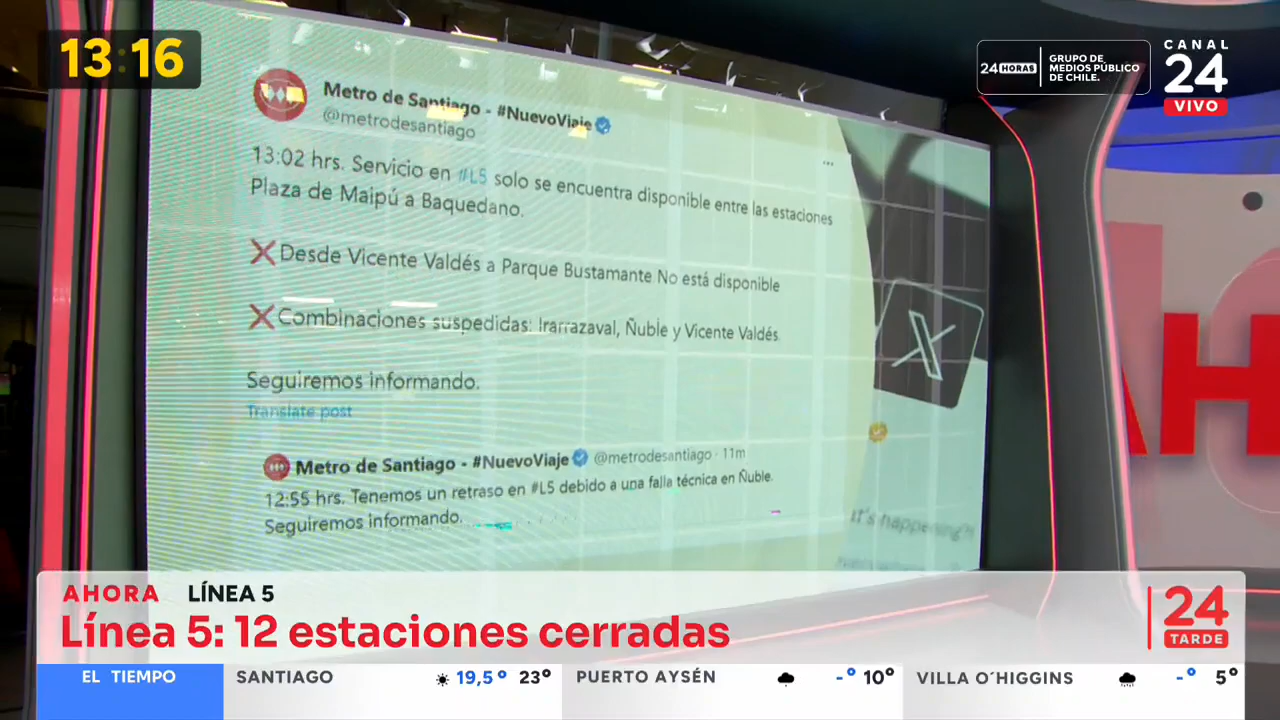 13:16
24 HORAS
GRUPO DE
MEDIOS PÚBLICO
DE CHILE.
CANAL
24
VIVO
Metro de Santiago - #NuevoViaje
@metrodesantiago
13:02 hrs. Servicio en #L5 solo se encuentra disponible entre las estaciones
Plaza de Maipú a Baquedano.
❌Desde Vicente Valdés a Parque Bustamante No está disponible
❌Combinaciones suspedidas: Irarrazaval, Ñuble y Vicente Valdés.
Seguiremos informando.
Translate post
Metro de Santiago - #NuevoViaje @metrodesantiago · 11m
12:55 hrs. Tenemos un retraso en #L5 debido a una falla técnica en Ñuble.
Seguiremos informando.
It's happening
AH
AHORA LÍNEA 5
Línea 5: 12 estaciones cerradas
24
TARDE
EL TIEMPO SANTIAGO 19,5° 23° PUERTO AYSÉN -° 10° VILLA O´HIGGINS -° 5°